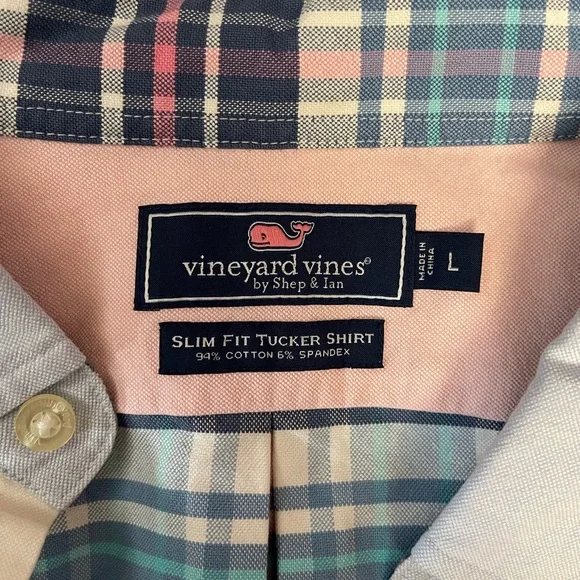 vineyard vines®
by Shep & Ian
MADE IN
CHINA
L
SLIM FIT TUCKER SHIRT
94% COTTON 6% SPANDEX